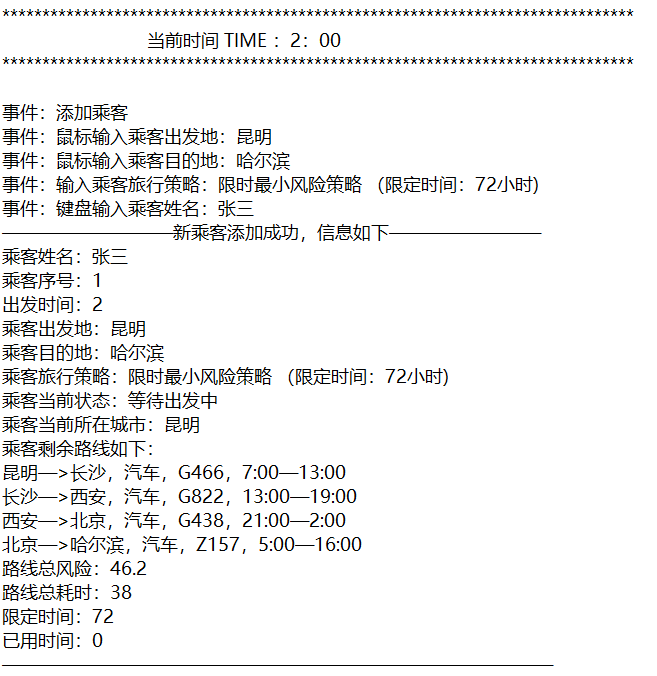 *******************************************************************************
当前时间 TIME ：2：00
*******************************************************************************
事件：添加乘客
事件：鼠标输入乘客出发地：昆明
事件：鼠标输入乘客目的地：哈尔滨
事件：输入乘客旅行策略：限时最小风险策略 （限定时间：72小时)
事件：键盘输入乘客姓名：张三
—————————新乘客添加成功，信息如下————————
乘客姓名：张三
乘客序号：1
出发时间：2
乘客出发地：昆明
乘客目的地：哈尔滨
乘客旅行策略：限时最小风险策略 （限定时间：72小时)
乘客当前状态：等待出发中
乘客当前所在城市：昆明
乘客剩余路线如下：
昆明—>长沙，汽车，G466，7:00—13:00
长沙—>西安，汽车，G822，13:00—19:00
西安—>北京，汽车，G438，21:00—2:00
北京—>哈尔滨，汽车，Z157，5:00—16:00
路线总风险：46.2
路线总耗时：38
限定时间：72
已用时间：0
—————————————————————————————